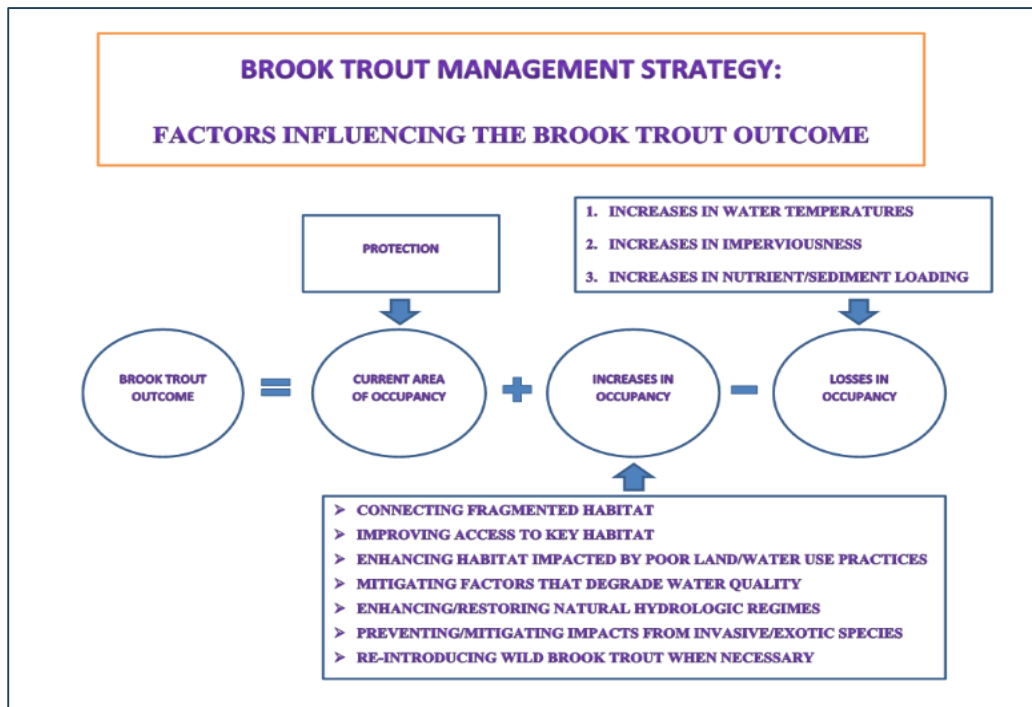 BROOK TROUT MANAGEMENT STRATEGY:
FACTORS INFLUENCING THE BROOK TROUT OUTCOME
PROTECTION
1. INCREASES IN WATER TEMPERATURES
2. INCREASES IN IMPERVIOUSNESS
3. INCREASES IN NUTRIENT/SEDIMENT LOADING
BROOK TROUT
OUTCOME
=
CURRENT AREA
OF OCCUPANCY
+
INCREASES IN
OCCUPANCY
-
LOSSES IN
OCCUPANCY
➢ CONNECTING FRAGMENTED HABITAT
➢ IMPROVING ACCESS TO KEY HABITAT
➢ ENHANCING HABITAT IMPACTED BY POOR LAND/WATER USE PRACTICES
➢ MITIGATING FACTORS THAT DEGRADE WATER QUALITY
➢ ENHANCING/RESTORING NATURAL HYDROLOGIC REGIMES
➢ PREVENTING/MITIGATING IMPACTS FROM INVASIVE/EXOTIC SPECIES
➢ RE-INTRODUCING WILD BROOK TROUT WHEN NECESSARY